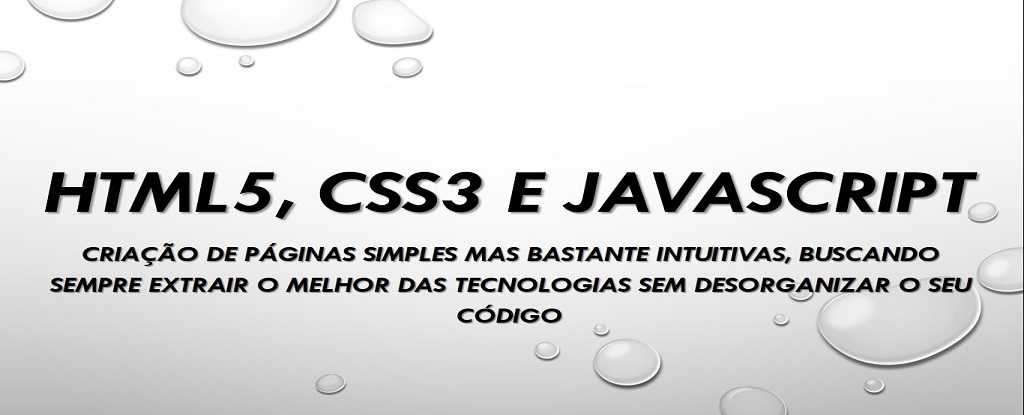 HTML5, CSS3 E JAVASCRIPT
CRIAÇÃO DE PÁGINAS SIMPLES MAS BASTANTE INTUITIVAS, BUSCANDO
SEMPRE EXTRAIR O MELHOR DAS TECNOLOGIAS SEM DESORGANIZAR O SEU
CÓDIGO